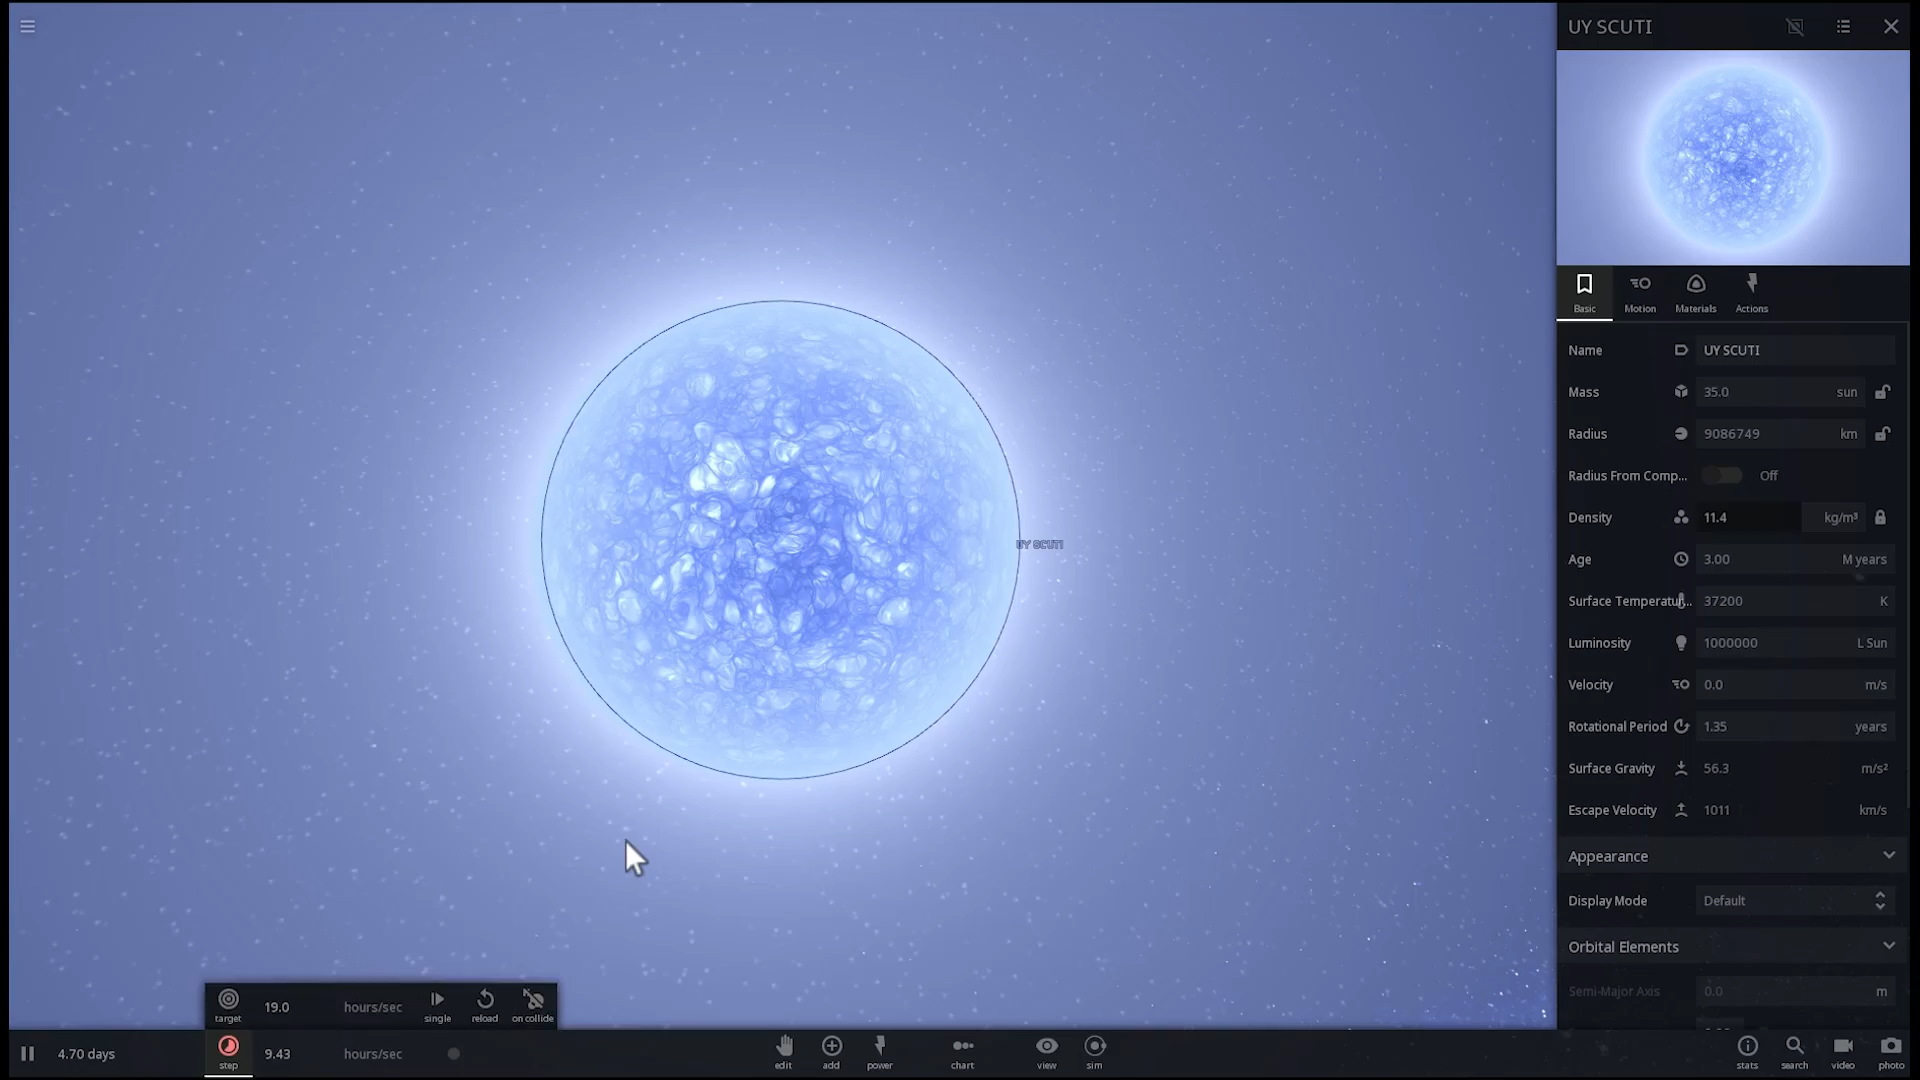 UY SCUTI
Basic
Motion
Materials
Actions
Name UY SCUTI
Mass 35.0 sun
Radius 9086749 km
Radius From Comp... Off
Density 11.4 kg/m³
Age 3.00 M years
Surface Temperatur... 37200 K
Luminosity 1000000 L Sun
Velocity 0.0 m/s
Rotational Period 1.35 years
Surface Gravity 56.3 m/s²
Escape Velocity 1011 km/s
Appearance
Display Mode Default
Orbital Elements
Semi-Major Axis 0.0 m
UY SCUTI
target 19.0 hours/sec single reload on collide
4.70 days step 9.43 hours/sec
edit add power chart view sim
stats search video photo